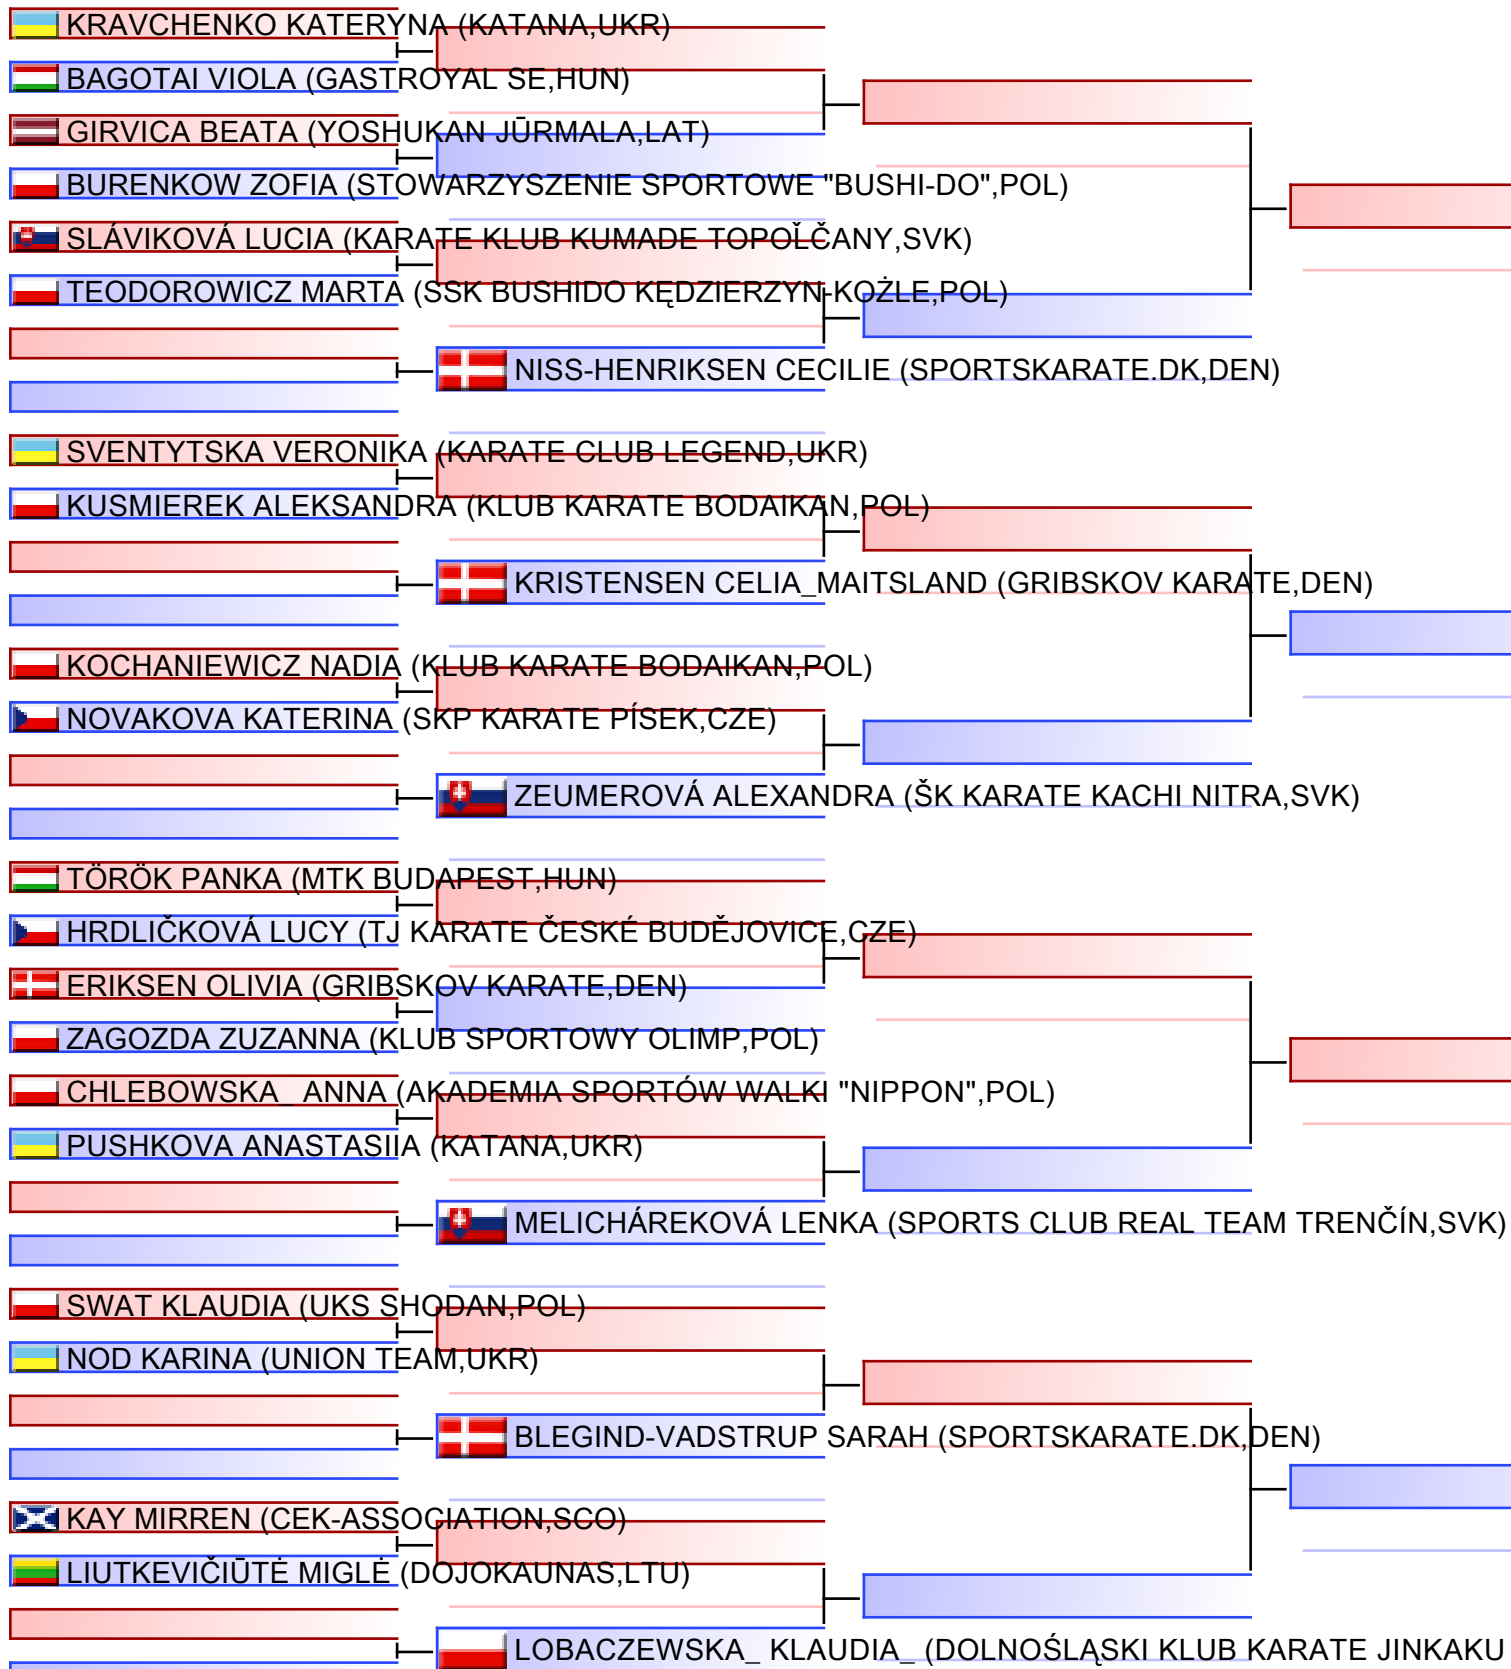 KRAVCHENKO KATERYNA (KATANA,UKR)
BAGOTAI VIOLA (GASTROYAL SE,HUN)
GIRVICA BEATA (YOSHUKAN JŪRMALA,LAT)
BURENKOW ZOFIA (STOWARZYSZENIE SPORTOWE "BUSHI-DO",POL)
SLÁVIKOVÁ LUCIA (KARATE KLUB KUMADE TOPOĽČANY,SVK)
TEODOROWICZ MARTA (SSK BUSHIDO KĘDZIERZYN-KOŻLE,POL)
NISS-HENRIKSEN CECILIE (SPORTSKARATE.DK,DEN)
SVENTYTSKA VERONIKA (KARATE CLUB LEGEND,UKR)
KUSMIEREK ALEKSANDRA (KLUB KARATE BODAIKAN,POL)
KRISTENSEN CELIA_MAITSLAND (GRIBSKOV KARATE,DEN)
KOCHANIEWICZ NADIA (KLUB KARATE BODAIKAN,POL)
NOVAKOVA KATERINA (SKP KARATE PÍSEK,CZE)
ZEUMEROVÁ ALEXANDRA (ŠK KARATE KACHI NITRA,SVK)
TÖRÖK PANKA (MTK BUDAPEST,HUN)
HRDLIČKOVÁ LUCY (TJ KARATE ČESKÉ BUDĚJOVICE,CZE)
ERIKSEN OLIVIA (GRIBSKOV KARATE,DEN)
ZAGOZDA ZUZANNA (KLUB SPORTOWY OLIMP,POL)
CHLEBOWSKA_ ANNA (AKADEMIA SPORTÓW WALKI "NIPPON",POL)
PUSHKOVA ANASTASIIA (KATANA,UKR)
MELICHÁREKOVÁ LENKA (SPORTS CLUB REAL TEAM TRENČÍN,SVK)
SWAT KLAUDIA (UKS SHODAN,POL)
NOD KARINA (UNION TEAM,UKR)
BLEGIND-VADSTRUP SARAH (SPORTSKARATE.DK,DEN)
KAY MIRREN (CEK-ASSOCIATION,SCO)
LIUTKEVIČIŪTĖ MIGLĖ (DOJOKAUNAS,LTU)
LOBACZEWSKA_ KLAUDIA_ (DOLNOŚLĄSKI KLUB KARATE JINKAKU